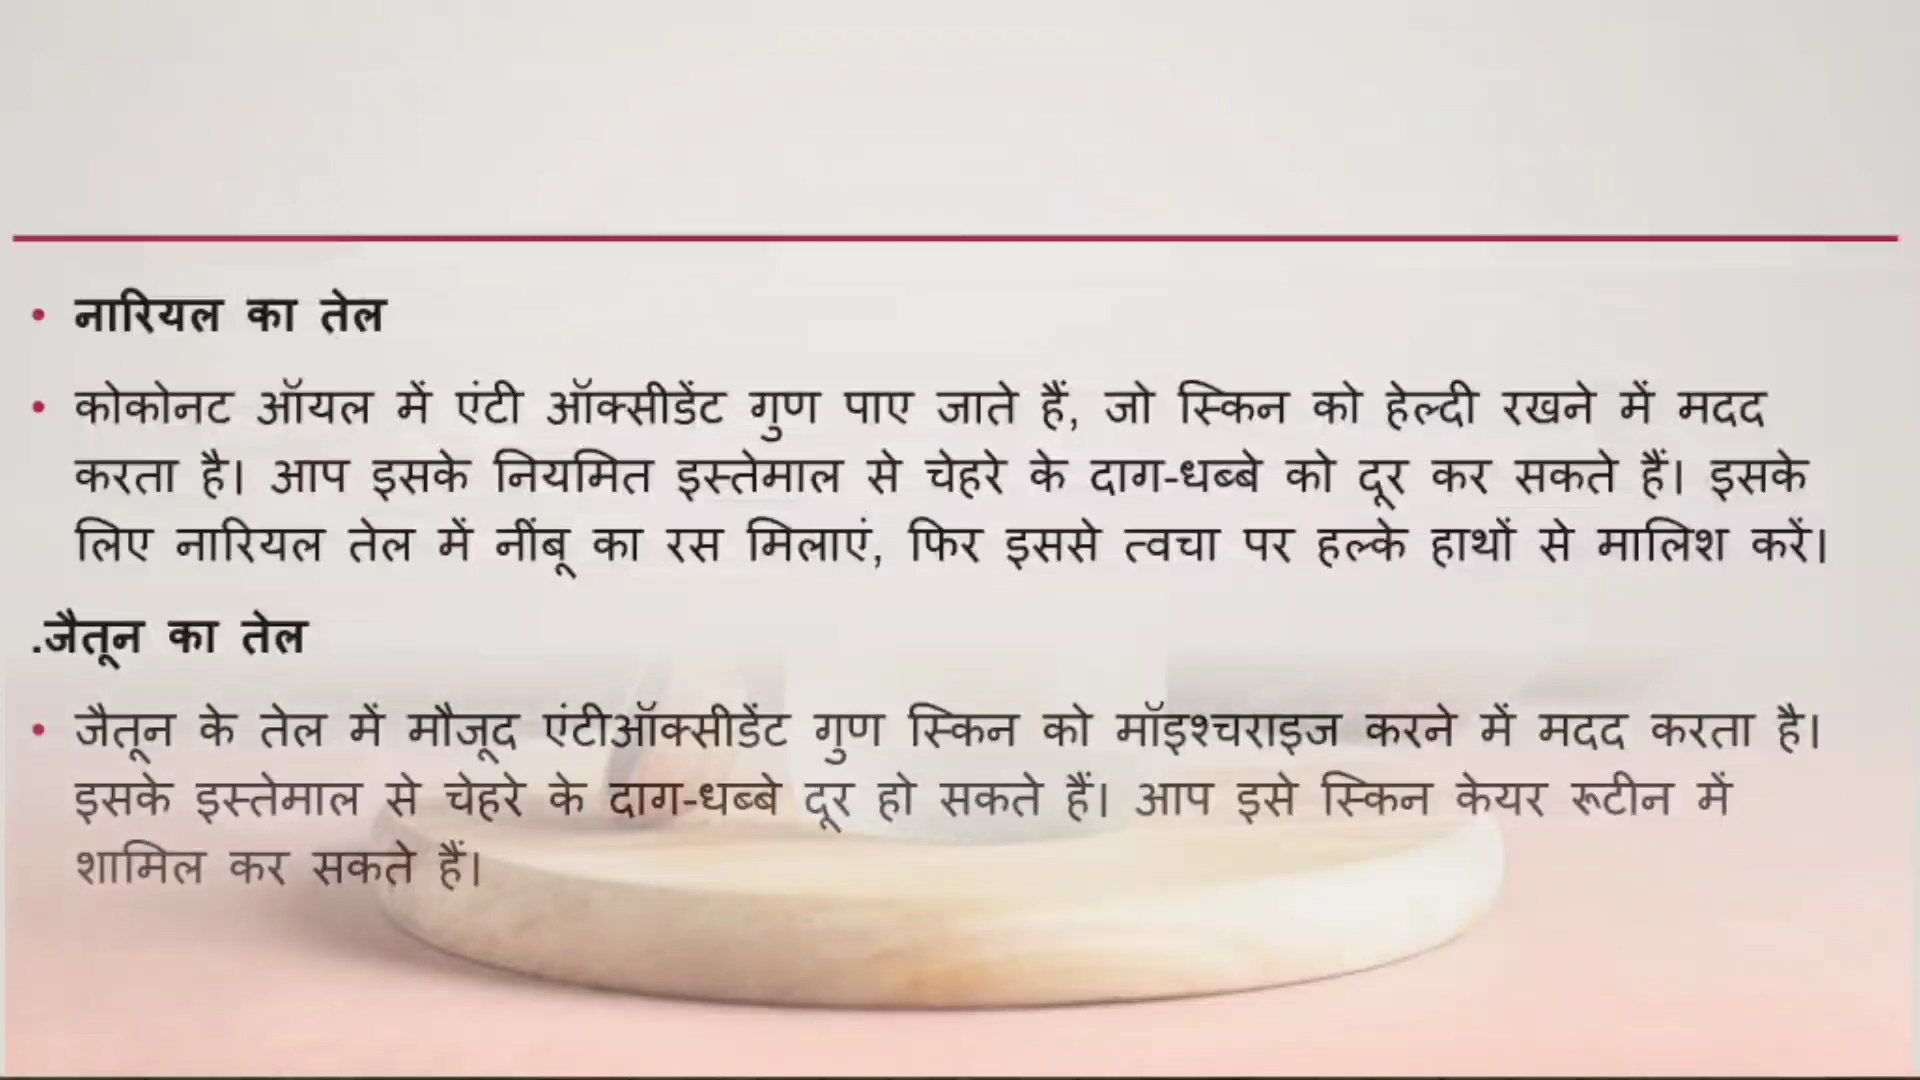 • नारियल का तेल
• कोकोनट ऑयल में एंटी ऑक्सीडेंट गुण पाए जाते हैं, जो स्किन को हेल्दी रखने में मदद
करता है। आप इसके नियमित इस्तेमाल से चेहरे के दाग-धब्बे को दूर कर सकते हैं। इसके
लिए नारियल तेल में नींबू का रस मिलाएं, फिर इससे त्वचा पर हल्के हाथों से मालिश करें।
.जैतून का तेल
• जैतून के तेल में मौजूद एंटीऑक्सीडेंट गुण स्किन को मॉइश्चराइज करने में मदद करता है।
इसके इस्तेमाल से चेहरे के दाग-धब्बे दूर हो सकते हैं। आप इसे स्किन केयर रूटीन में
शामिल कर सकते हैं।